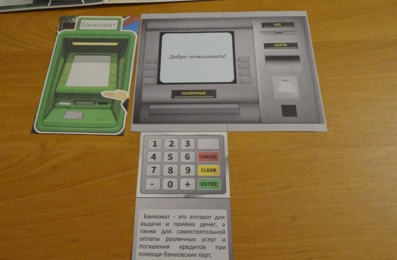 Банкомат
Добро пожаловать!
ЧЕК
КАРТА
НАЛИЧНЫЕ
1 2 3
4 5 6 CANCEL
7 8 9 CLEAR
- 0 + ENTER
Банкомат - это аппарат для
выдачи и приёма денег, а
также для самостоятельной
оплаты различных услуг и
погашения кредитов при
помощи банковских карт.